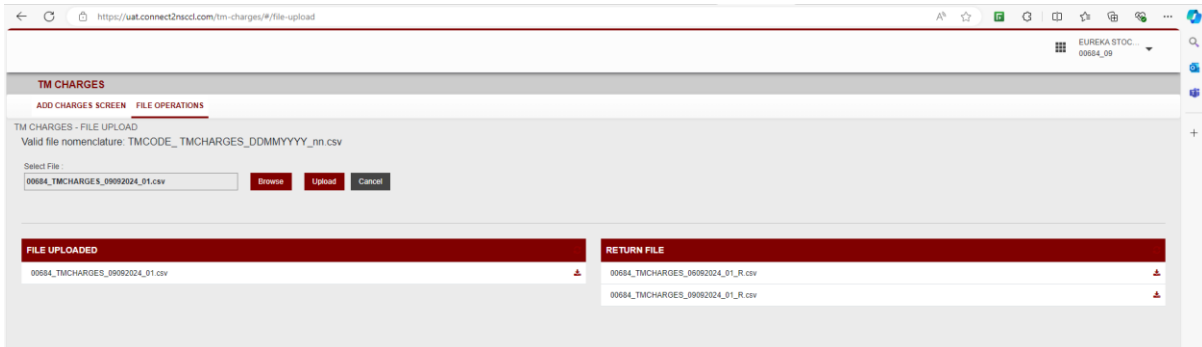 https://uat.connect2nsccl.com/tm-charges/#/file-upload
EUREKA STOC...
00684_09
TM CHARGES
ADD CHARGES SCREEN FILE OPERATIONS
TM CHARGES - FILE UPLOAD
Valid file nomenclature: TMCODE_ TMCHARGES_DDMMYYYY_nn.csv
Select File :
00684_TMCHARGES_09092024_01.csv Browse Upload Cancel
FILE UPLOADED
00684_TMCHARGES_09092024_01.csv
RETURN FILE
00684_TMCHARGES_06092024_01_R.csv
00684_TMCHARGES_09092024_01_R.csv